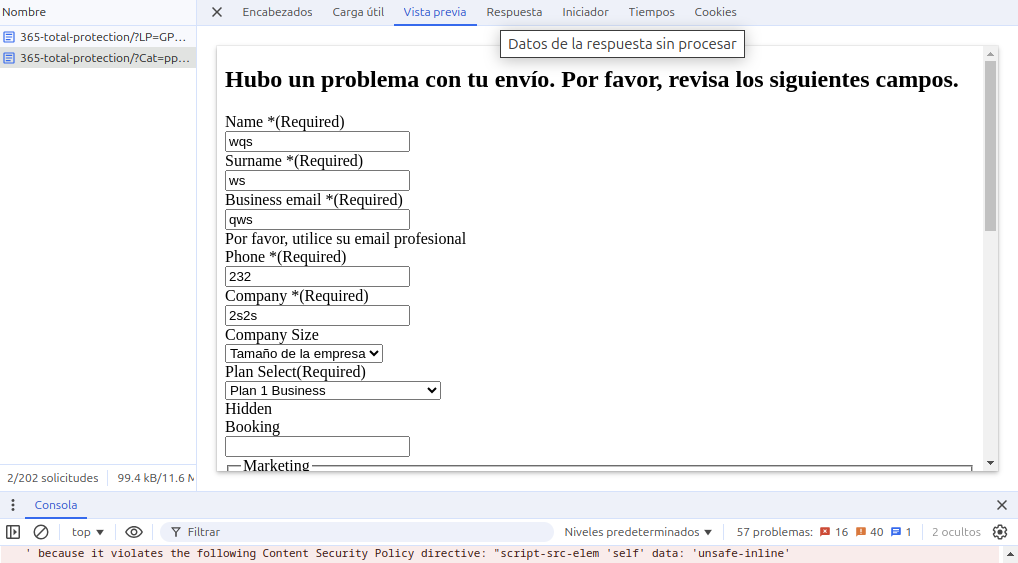 Nombre
Encabezados Carga útil Vista previa Respuesta Iniciador Tiempos Cookies
365-total-protection/?LP=GP...
365-total-protection/?Cat=pp...
Datos de la respuesta sin procesar
Hubo un problema con tu envío. Por favor, revisa los siguientes campos.
Name *(Required)
wqs
Surname *(Required)
ws
Business email *(Required)
qws
Por favor, utilice su email profesional
Phone *(Required)
232
Company *(Required)
2s2s
Company Size
Tamaño de la empresa
Plan Select(Required)
Plan 1 Business
Hidden
Booking
Marketing
2/202 solicitudes 99.4 kB/11.6 M
Consola
top Filtrar Niveles predeterminados 57 problemas: 16 40 1 2 ocultos
' because it violates the following Content Security Policy directive: "script-src-elem 'self' data: 'unsafe-inline'